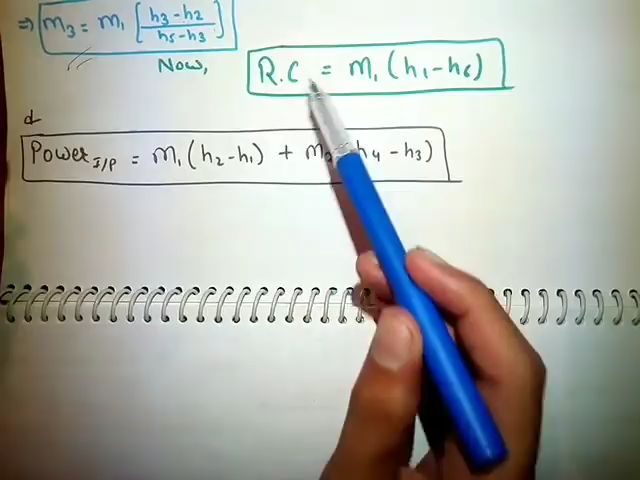 ⇒ m₃ = m₁ [ (h₃-h₂) / (h₅-h₃) ]
Now,
R.C = m₁ (h₁-h₆)
d
Power I/P = m₁ (h₂-h₁) + h₄ - h₃)